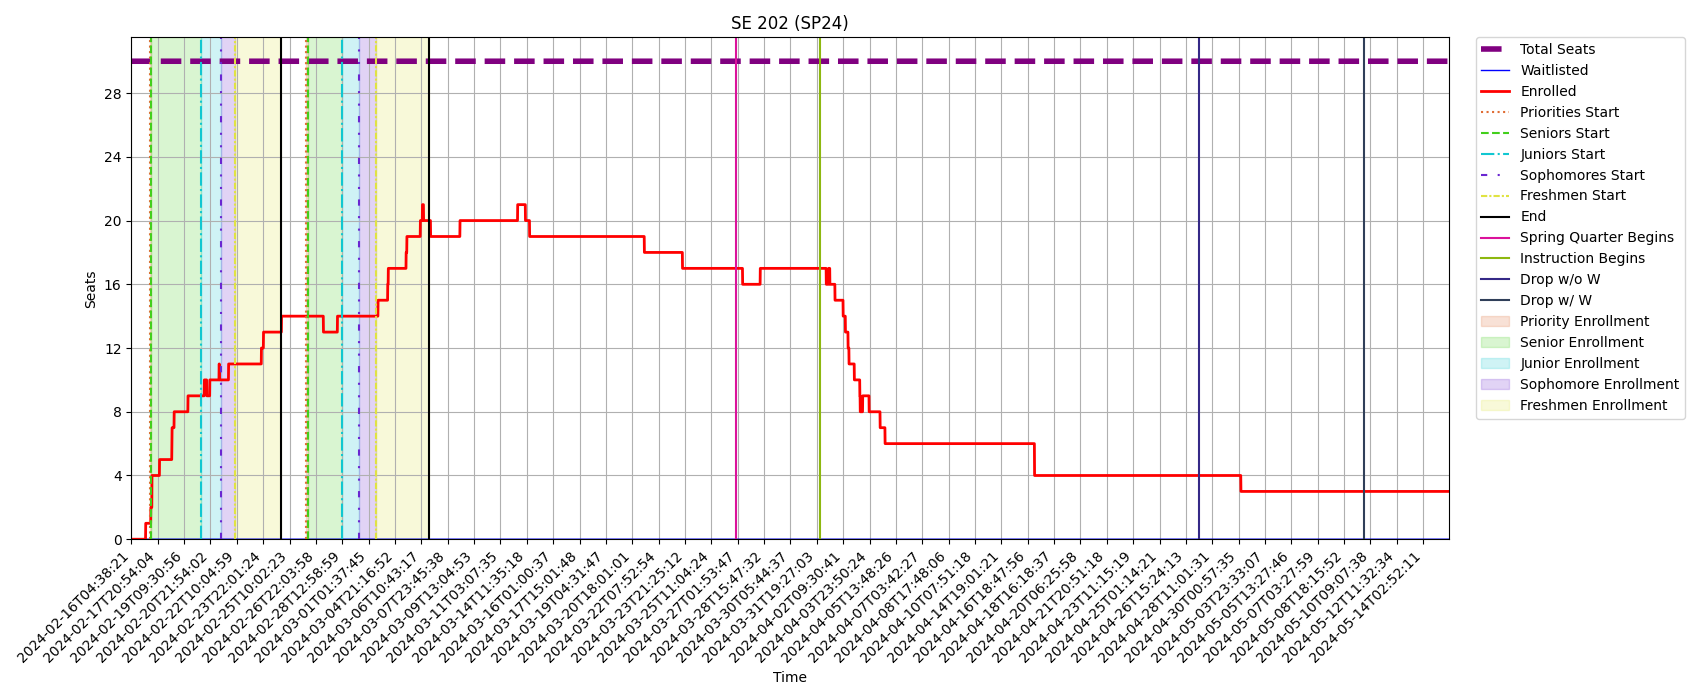 SE 202 (SP24)
Seats
28
24
20
16
12
8
4
0
2024-02-16T04:38:21
2024-02-17T20:54:04
2024-02-19T09:30:56
2024-02-20T21:54:02
2024-02-22T10:04:59
2024-02-23T22:01:24
2024-02-25T10:02:23
2024-02-26T22:03:58
2024-02-28T12:58:59
2024-03-01T01:37:45
2024-03-04T21:16:52
2024-03-06T10:43:17
2024-03-07T23:45:38
2024-03-09T13:04:53
2024-03-11T03:07:35
2024-03-14T11:35:18
2024-03-16T01:00:37
2024-03-17T15:01:48
2024-03-19T04:31:47
2024-03-20T18:01:01
2024-03-22T07:52:54
2024-03-23T21:25:12
2024-03-25T11:04:24
2024-03-27T01:53:47
2024-03-28T15:47:32
2024-03-30T05:44:37
2024-03-31T19:27:03
2024-04-02T09:30:41
2024-04-03T23:50:24
2024-04-05T13:48:26
2024-04-07T03:42:27
2024-04-08T17:48:06
2024-04-10T07:51:18
2024-04-14T19:01:21
2024-04-16T18:47:56
2024-04-18T16:18:37
2024-04-20T06:25:58
2024-04-21T20:51:18
2024-04-23T11:15:19
2024-04-25T01:14:21
2024-04-26T15:24:13
2024-04-28T11:01:31
2024-04-30T00:57:35
2024-05-03T23:33:07
2024-05-05T13:27:46
2024-05-07T03:27:59
2024-05-08T18:15:52
2024-05-10T09:07:38
2024-05-12T11:32:34
2024-05-14T02:52:11
Time
Total Seats
Waitlisted
Enrolled
Priorities Start
Seniors Start
Juniors Start
Sophomores Start
Freshmen Start
End
Spring Quarter Begins
Instruction Begins
Drop w/o W
Drop w/ W
Priority Enrollment
Senior Enrollment
Junior Enrollment
Sophomore Enrollment
Freshmen Enrollment